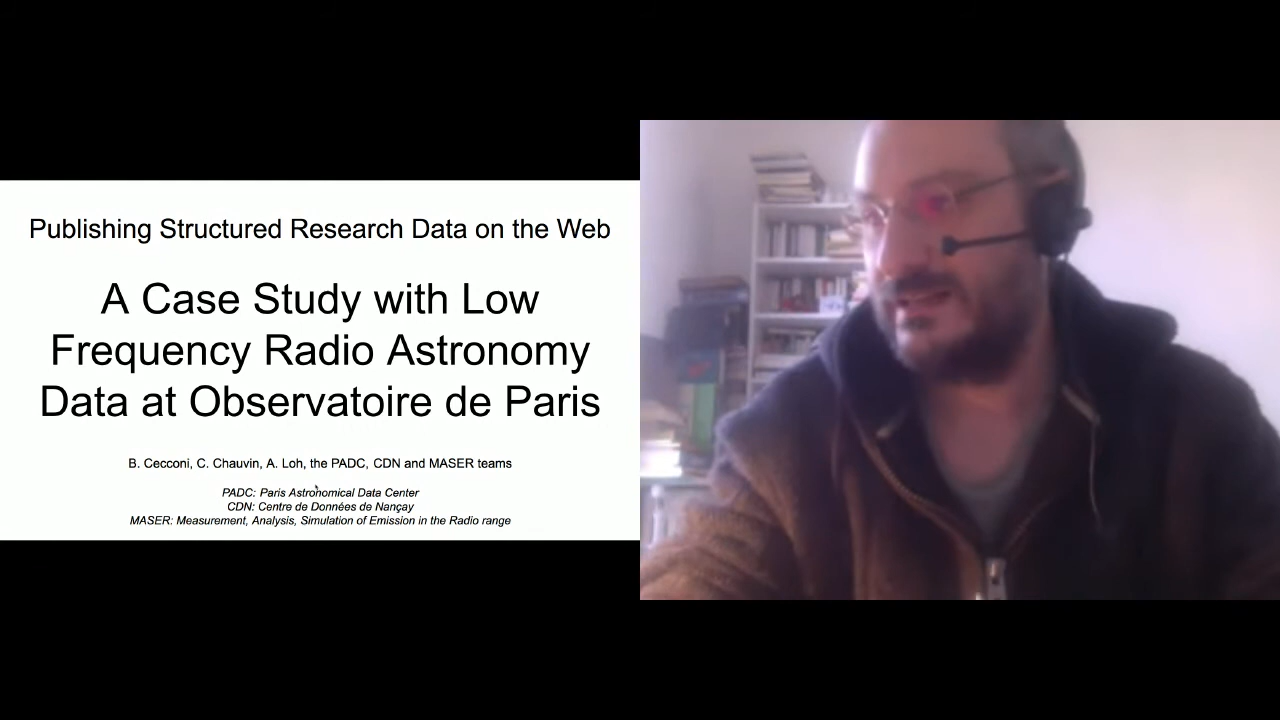 Publishing Structured Research Data on the Web
A Case Study with Low
Frequency Radio Astronomy
Data at Observatoire de Paris
B. Cecconi, C. Chauvin, A. Loh, the PADC, CDN and MASER teams
PADC: Paris Astronomical Data Center
CDN: Centre de Données de Nançay
MASER: Measurement, Analysis, Simulation of Emission in the Radio range